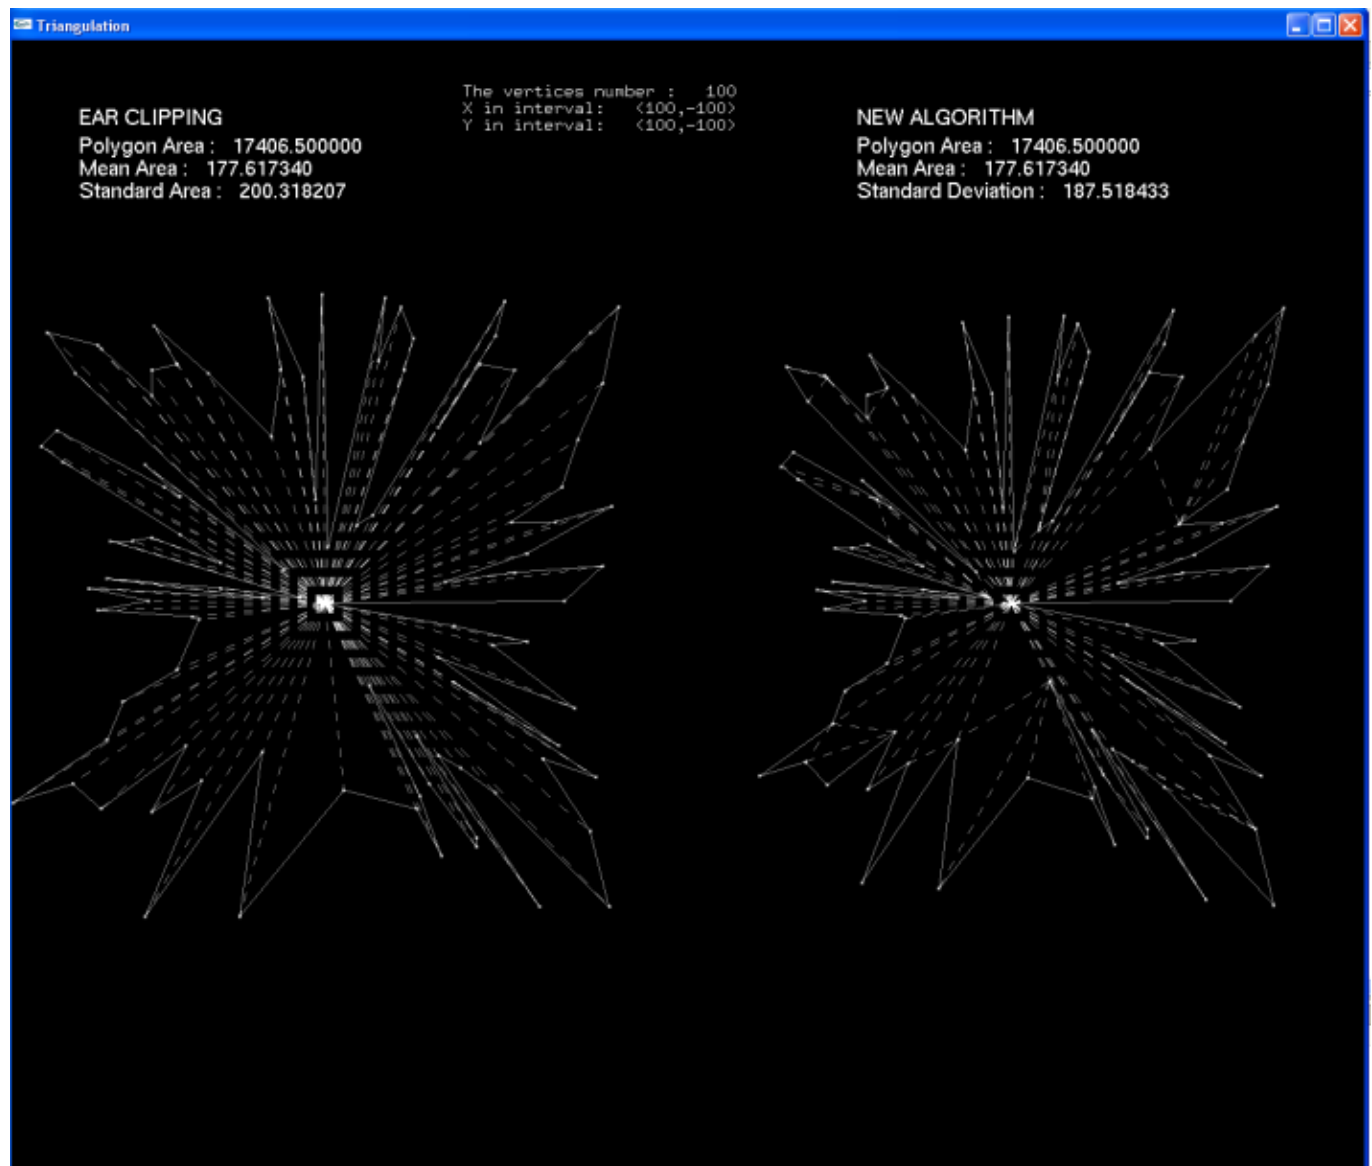 Triangulation
The vertices number : 100
X in interval: <100,-100>
Y in interval: <100,-100>
EAR CLIPPING
Polygon Area : 17406.500000
Mean Area : 177.617340
Standard Area : 200.318207
NEW ALGORITHM
Polygon Area : 17406.500000
Mean Area : 177.617340
Standard Deviation : 187.518433